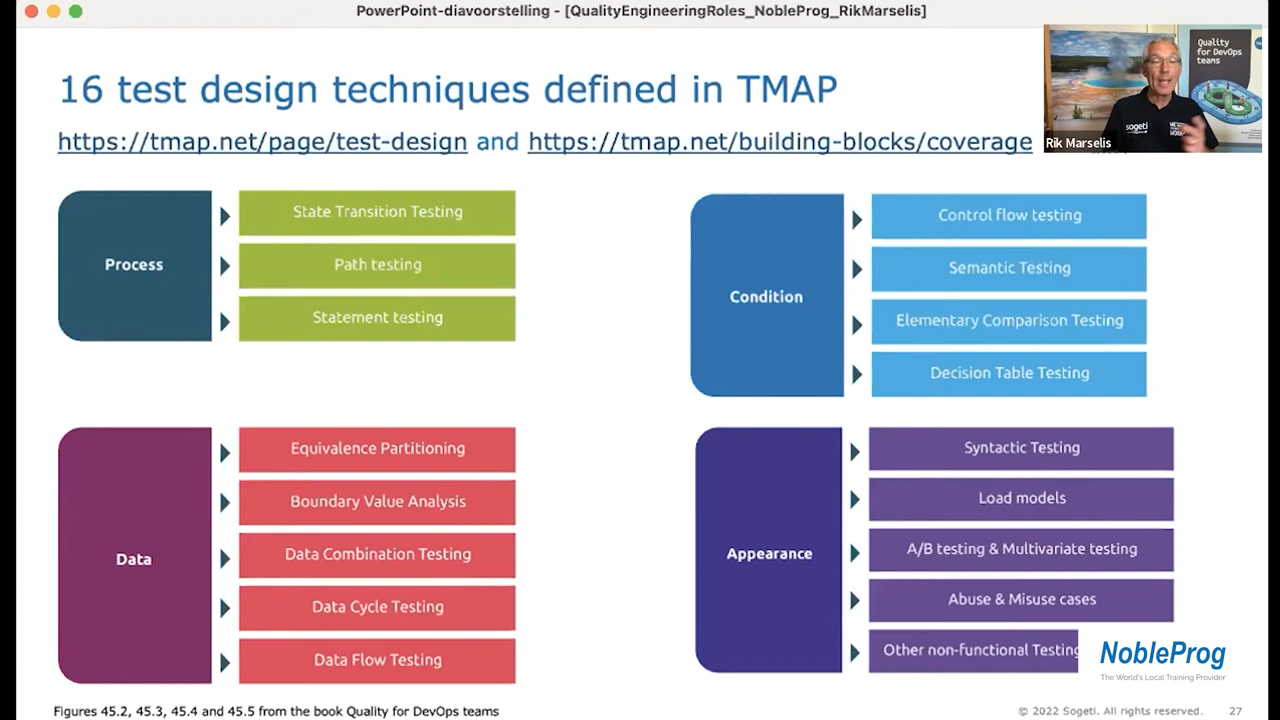 PowerPoint-diavoorstelling - [QualityEngineeringRoles_NobleProg_RikMarselis]
16 test design techniques defined in TMAP
https://tmap.net/page/test-design and https://tmap.net/building-blocks/coverage
Quality
for DevOps
teams
sogeti
Rik Marselis
Process
State Transition Testing
Path testing
Statement testing
Condition
Control flow testing
Semantic Testing
Elementary Comparison Testing
Decision Table Testing
Data
Equivalence Partitioning
Boundary Value Analysis
Data Combination Testing
Data Cycle Testing
Data Flow Testing
Appearance
Syntactic Testing
Load models
A/B testing & Multivariate testing
Abuse & Misuse cases
Other non-functional Testing
NobleProg
The World's Local Training Provider
Figures 45.2, 45.3, 45.4 and 45.5 from the book Quality for DevOps teams
© 2022 Sogeti. All rights reserved. 27